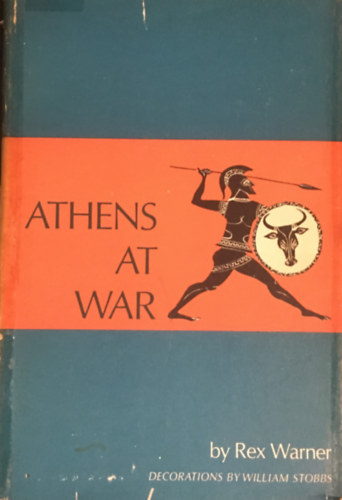 ATHENS
AT
WAR
by Rex Warner
DECORATIONS BY WILLIAM STOBBS